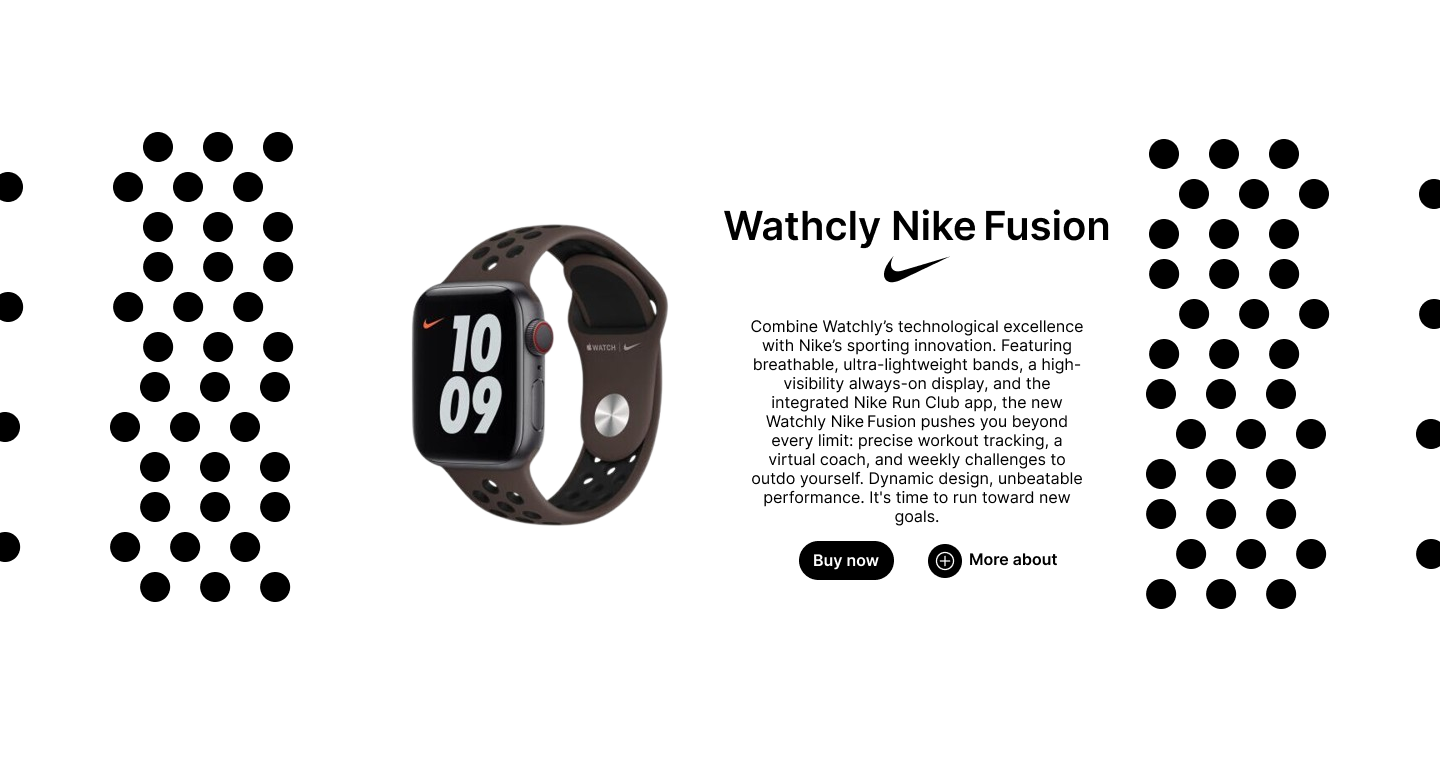 Wathcly Nike Fusion
10
09
WATCH
Combine Watchly’s technological excellence
with Nike’s sporting innovation. Featuring
breathable, ultra-lightweight bands, a high-
visibility always-on display, and the
integrated Nike Run Club app, the new
Watchly Nike Fusion pushes you beyond
every limit: precise workout tracking, a
virtual coach, and weekly challenges to
outdo yourself. Dynamic design, unbeatable
performance. It's time to run toward new
goals.
Buy now
More about